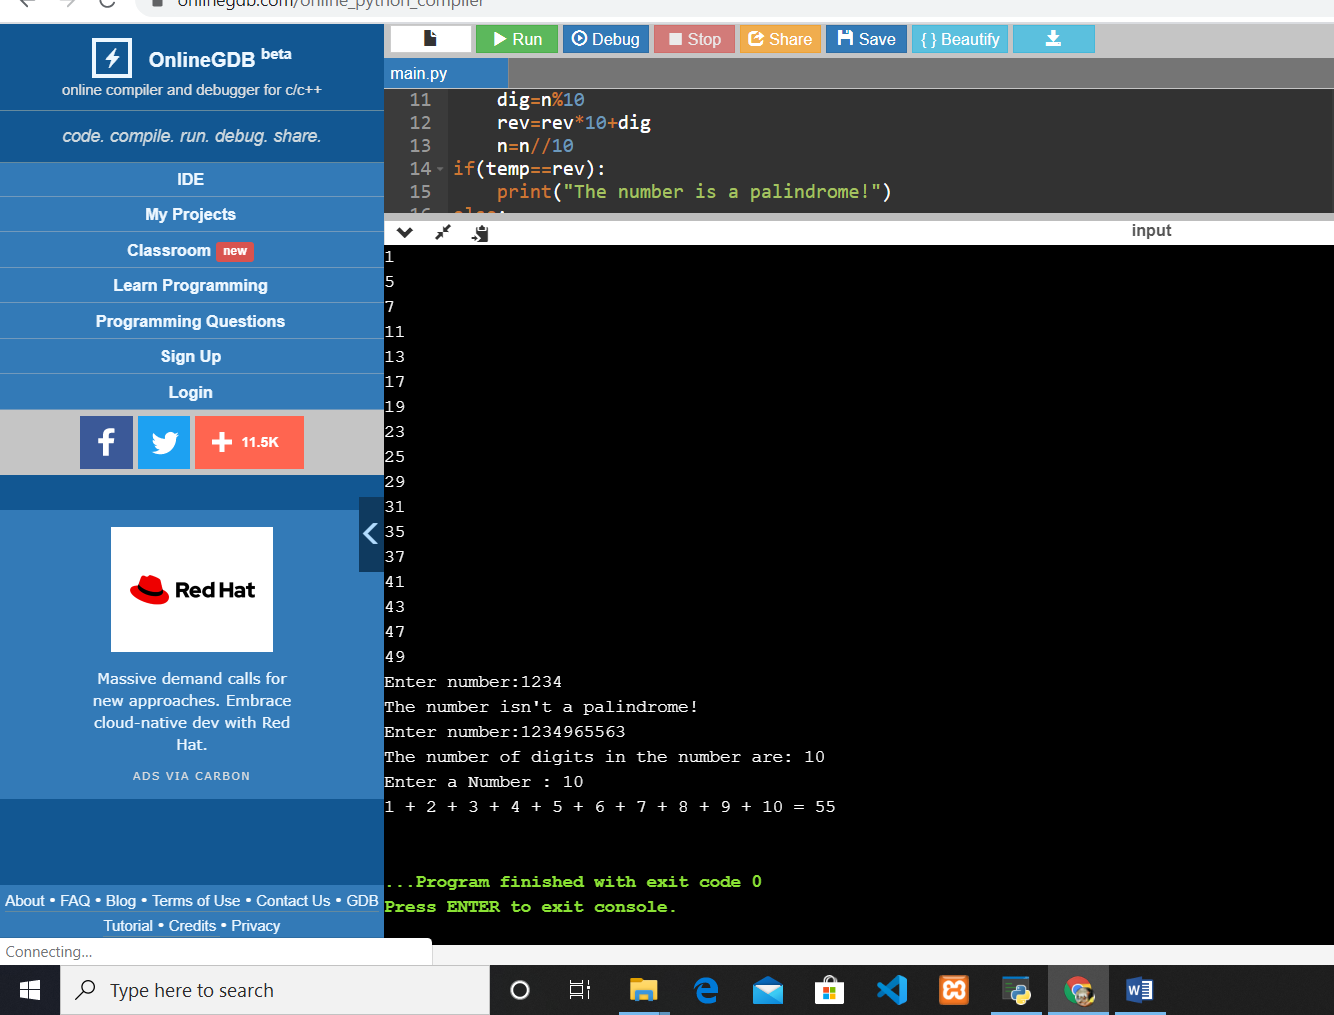 onlinegdb.com/online_python_compiler
OnlineGDB beta
online compiler and debugger for c/c++
code. compile. run. debug. share.
IDE
My Projects
Classroom new
Learn Programming
Programming Questions
Sign Up
Login
11.5K
Red Hat
Massive demand calls for
new approaches. Embrace
cloud-native dev with Red
Hat.
ADS VIA CARBON
About • FAQ • Blog • Terms of Use • Contact Us • GDB
Tutorial • Credits • Privacy
Connecting...
Run Debug Stop Share Save { } Beautify
main.py
11 dig=n%10
12 rev=rev*10+dig
13 n=n//10
14 if(temp==rev):
15 print("The number is a palindrome!")
16 else:
input
1
5
7
11
13
17
19
23
25
29
31
35
37
41
43
47
49
Enter number:1234
The number isn't a palindrome!
Enter number:1234965563
The number of digits in the number are: 10
Enter a Number : 10
1 + 2 + 3 + 4 + 5 + 6 + 7 + 8 + 9 + 10 = 55
...Program finished with exit code 0
Press ENTER to exit console.
Type here to search